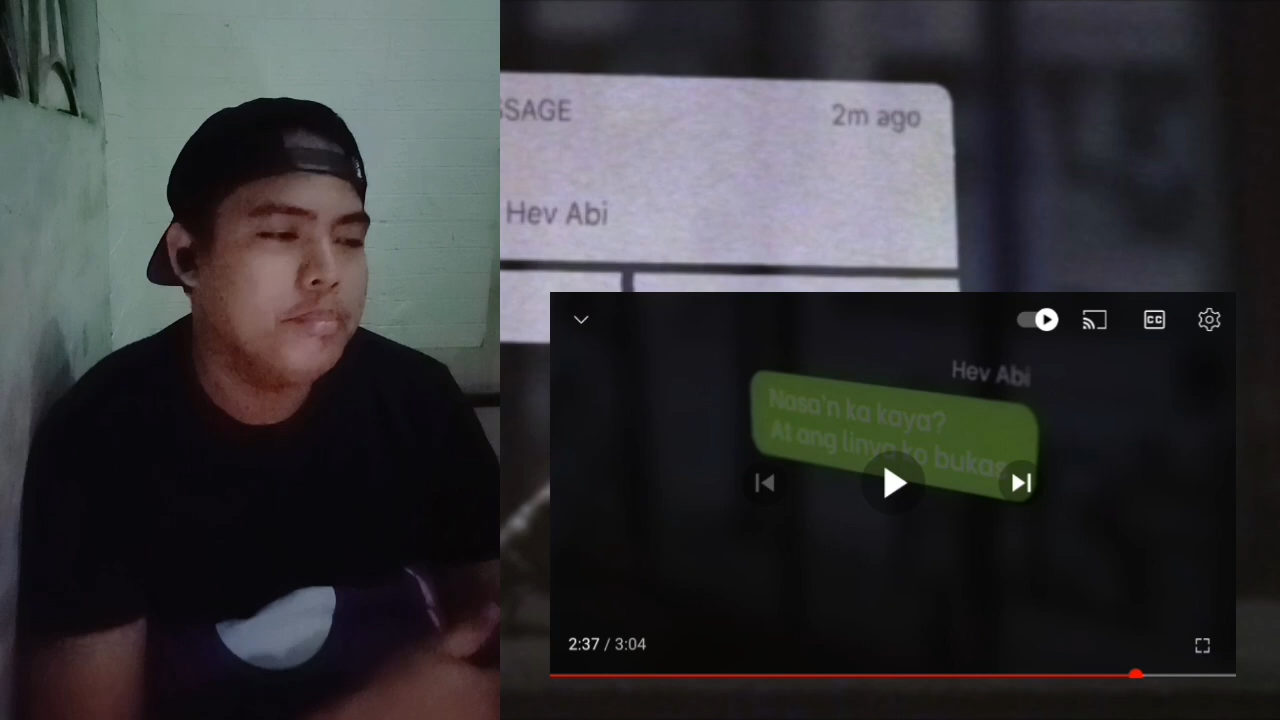 SSAGE
2m ago
Hev Abi
Hev Abi
Nasa'n ka kaya?
At ang linya ko bukas
2:37 / 3:04